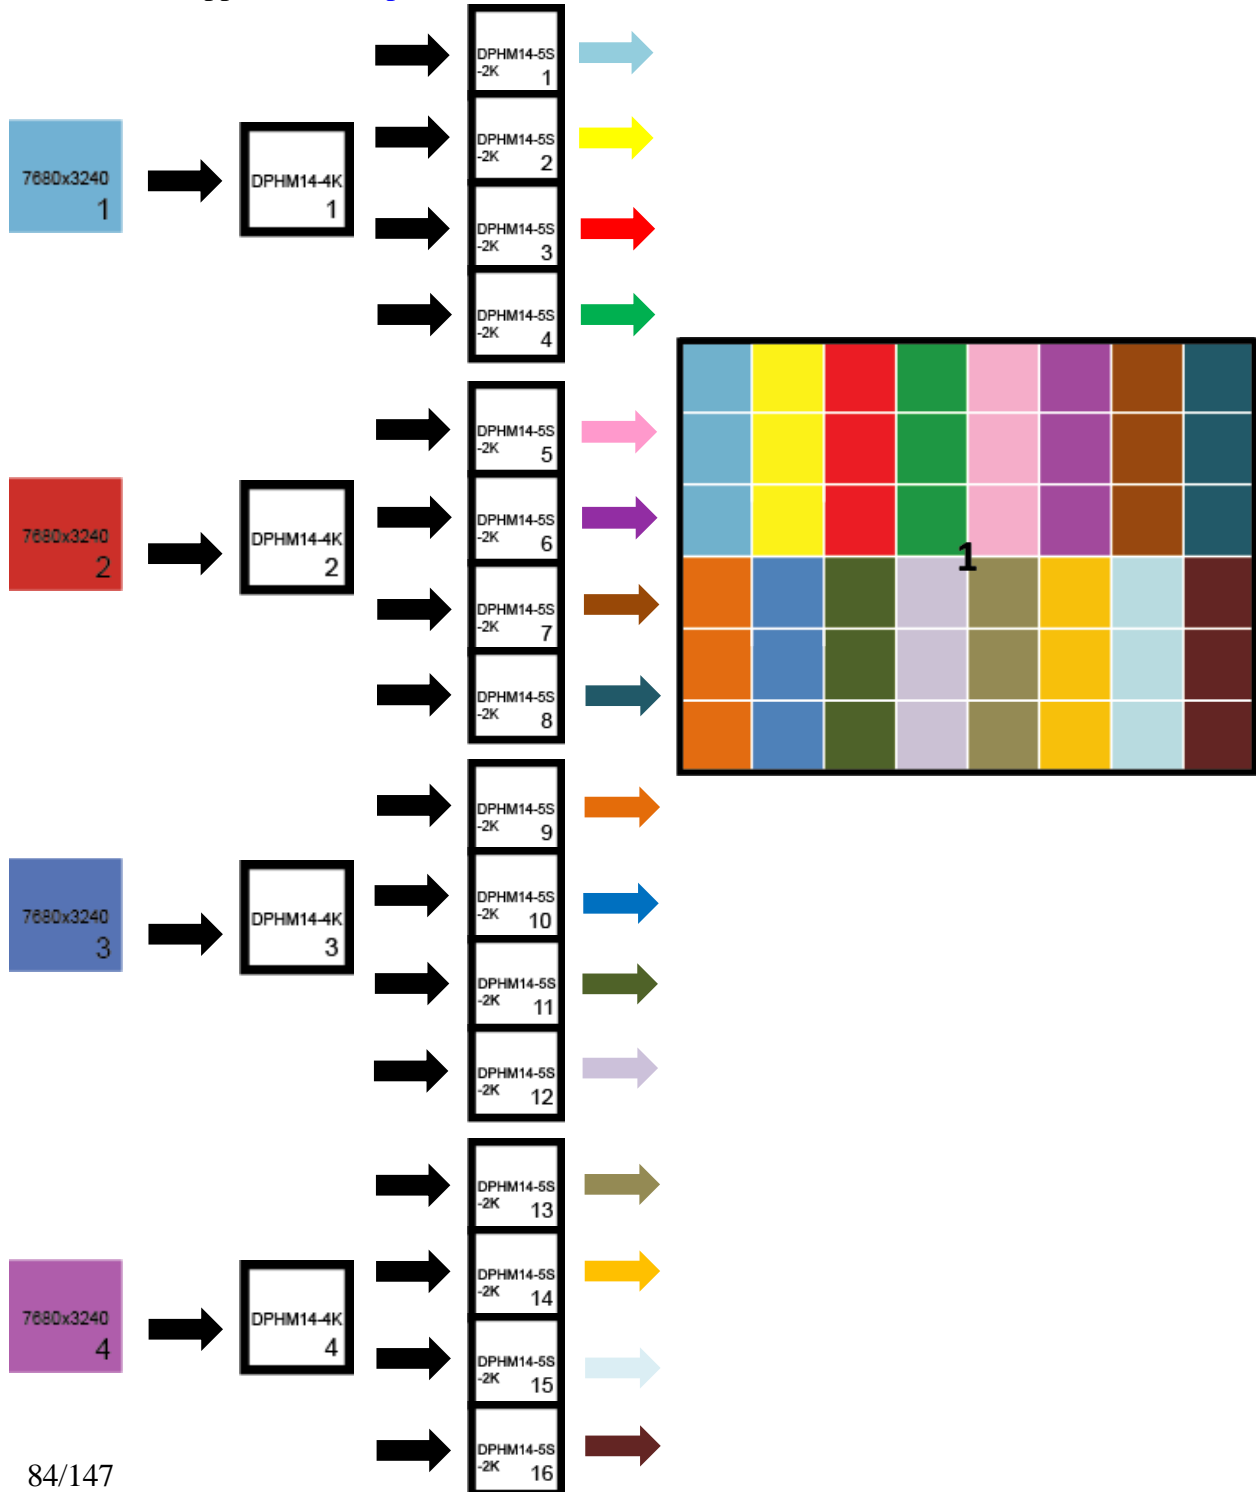 DPHM14-5S
-2K 1
DPHM14-5S
-2K 2
7680x3240
1
DPHM14-4K
1
DPHM14-5S
-2K 3
DPHM14-5S
-2K 4
DPHM14-5S
-2K 5
DPHM14-5S
-2K 6
7680x3240
2
DPHM14-4K
2
DPHM14-5S
-2K 7
DPHM14-5S
-2K 8
1
DPHM14-5S
-2K 9
DPHM14-5S
-2K 10
7680x3240
3
DPHM14-4K
3
DPHM14-5S
-2K 11
DPHM14-5S
-2K 12
DPHM14-5S
-2K 13
DPHM14-5S
-2K 14
7680x3240
4
DPHM14-4K
4
DPHM14-5S
-2K 15
DPHM14-5S
-2K 16
84/147